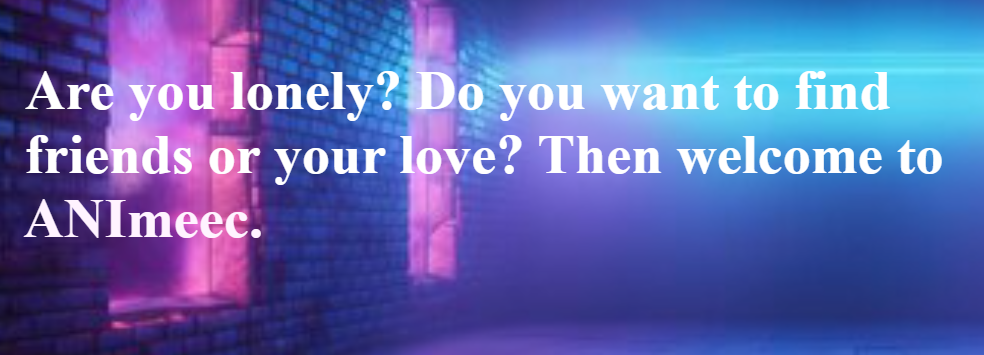 Are you lonely? Do you want to find
friends or your love? Then welcome to
ANImeec.